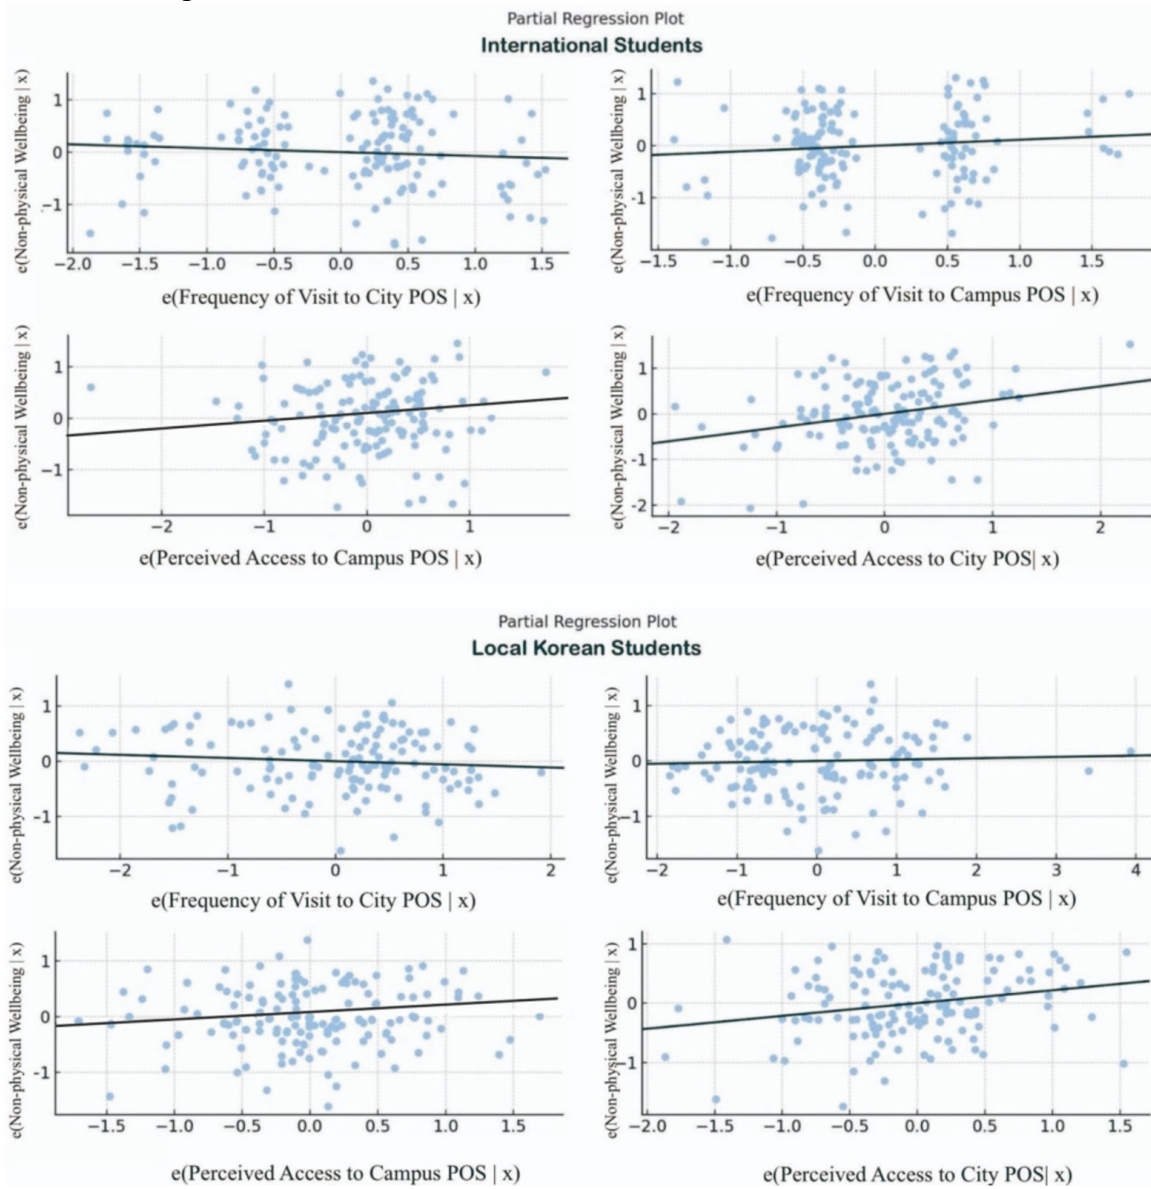 Partial Regression Plot
International Students
e(Non-physical Wellbeing | x)
1
0
−1
−2.0 −1.5 −1.0 −0.5 0.0 0.5 1.0 1.5
e(Frequency of Visit to City POS | x)
e(Non-physical Wellbeing | x)
1
0
-1
−1.5 −1.0 −0.5 0.0 0.5 1.0 1.5
e(Frequency of Visit to Campus POS | x)
e(Non-physical Wellbeing | x)
1
0
−1
−2 −1 0 1
e(Perceived Access to Campus POS | x)
e(Non-physical Wellbeing | x)
1
0
-1
-2
−2 −1 0 1 2
e(Perceived Access to City POS| x)
Partial Regression Plot
Local Korean Students
e(Non-physical Wellbeing | x)
1
0
-1
−2 −1 0 1 2
e(Frequency of Visit to City POS | x)
e(Non-physical Wellbeing | x)
1
0
−1
−2 −1 0 1 2 3 4
e(Frequency of Visit to Campus POS | x)
e(Non-physical Wellbeing | x)
1
0
-1
−1.5 −1.0 −0.5 0.0 0.5 1.0 1.5
e(Perceived Access to Campus POS | x)
e(Non-physical Wellbeing | x)
1
0
−1
−2.0 −1.5 −1.0 −0.5 0.0 0.5 1.0 1.5
e(Perceived Access to City POS| x)